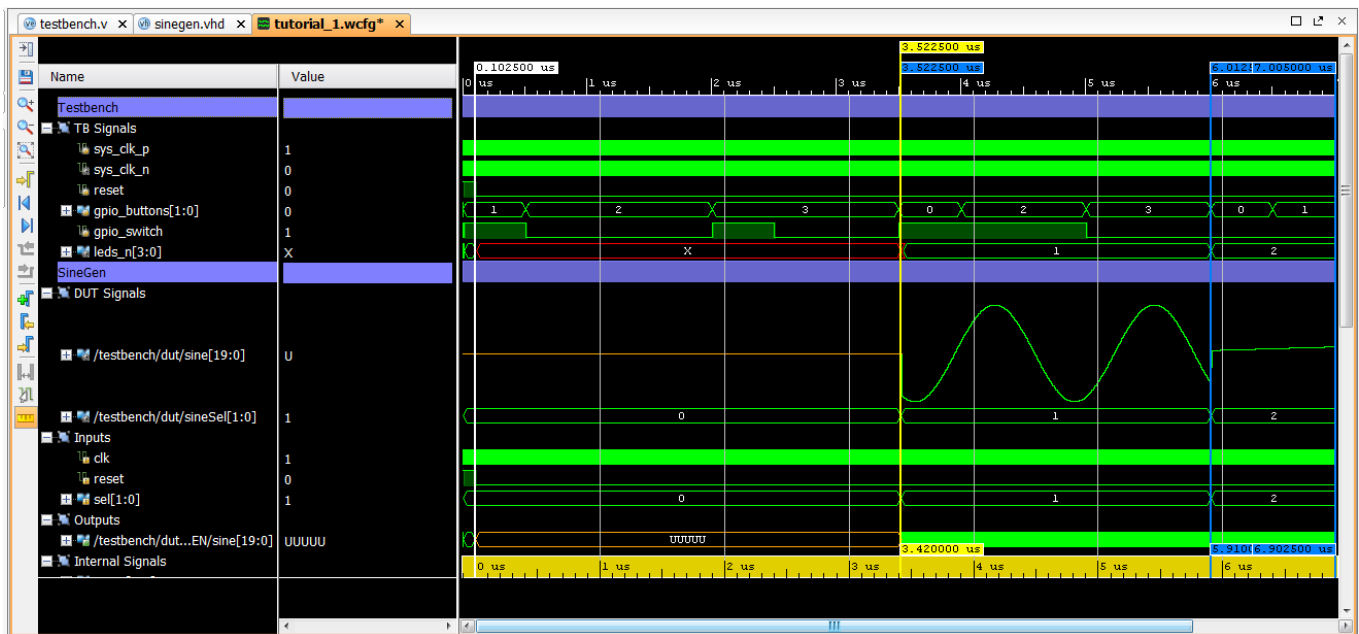 testbench.v sinegen.vhd tutorial_1.wcfg*
3.522500 us
0.102500 us 3.522500 us 7.005000 us
Name Value
0 us 1 us 2 us 3 us 4 us 5 us 6 us
Testbench
TB Signals
sys_clk_p 1
sys_clk_n 0
reset 0
gpio_buttons[1:0] 0 1 2 3 0 2 3 0 1
gpio_switch 1
leds_n[3:0] X X 1 2
SineGen
DUT Signals
/testbench/dut/sine[19:0] U
/testbench/dut/sineSel[1:0] 1 0 1 2
Inputs
clk 1
reset 0
sel[1:0] 1 0 1 2
Outputs
/testbench/dut...EN/sine[19:0] UUUUU UUUUU
3.420000 us 6.902500 us
Internal Signals
0 us 1 us 2 us 3 us 4 us 5 us 6 us